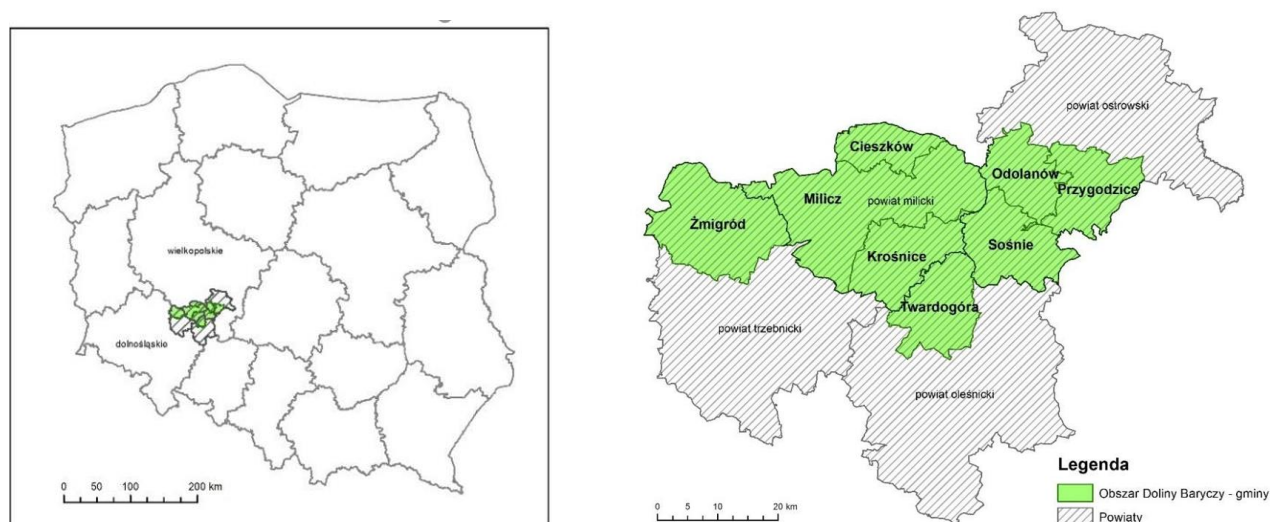 wielkopolskie
dolnośląskie
0 50 100 200 km
powiat ostrowski
Cieszków
Odolanów
Przygodzice
Milicz
powiat milicki
Żmigród
Sośnie
Krośnice
Twardogóra
powiat trzebnicki
powiat oleśnicki
Legenda
Obszar Doliny Baryczy - gminy
Powiaty
0 5 10 20 km